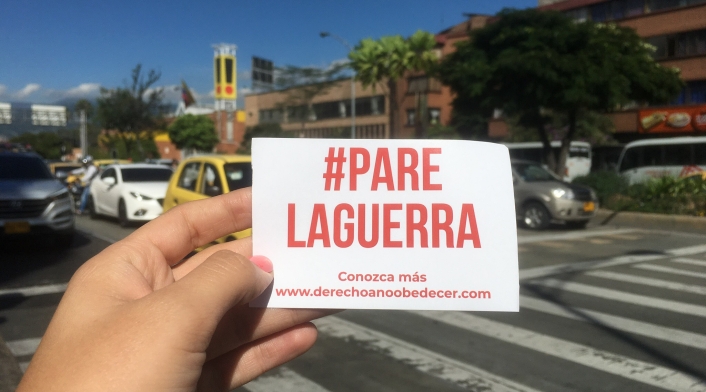 #PARE
LAGUERRA
Conozca más
www.derechoanoobedecer.com